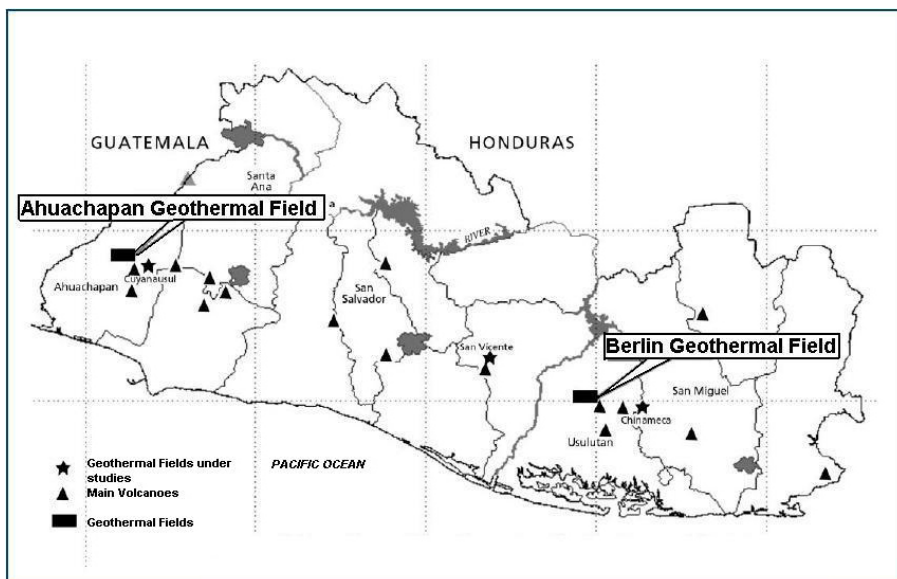 GUATEMALA
HONDURAS
Santa
Ana
Ahuachapan Geothermal Field
a
RIVER
Cuyanausul
Ahuachapan
San
Salvador
San Vicente
Berlin Geothermal Field
San Miguel
Chinameca
Usulutan
PACIFIC OCEAN
Geothermal Fields under
studies
Main Volcanoes
Geothermal Fields